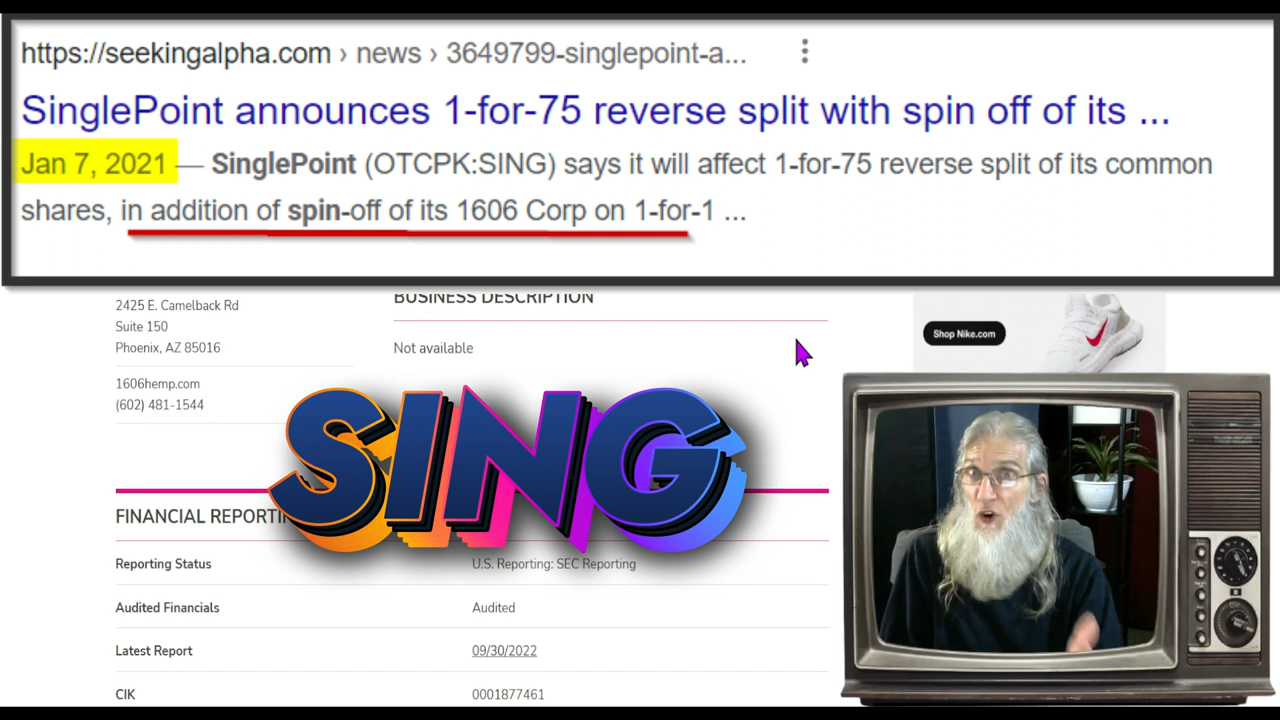 https://seekingalpha.com › news › 3649799-singlepoint-a...
SinglePoint announces 1-for-75 reverse split with spin off of its ...
Jan 7, 2021 — SinglePoint (OTCPK:SING) says it will affect 1-for-75 reverse split of its common
shares, in addition of spin-off of its 1606 Corp on 1-for-1 ...
2425 E. Camelback Rd
Suite 150
Phoenix, AZ 85016
1606hemp.com
(602) 481-1544
BUSINESS DESCRIPTION
Not available
Shop Nike.com
SING
FINANCIAL REPORTIN
Reporting Status U.S. Reporting: SEC Reporting
Audited Financials Audited
Latest Report 09/30/2022
CIK 0001877461